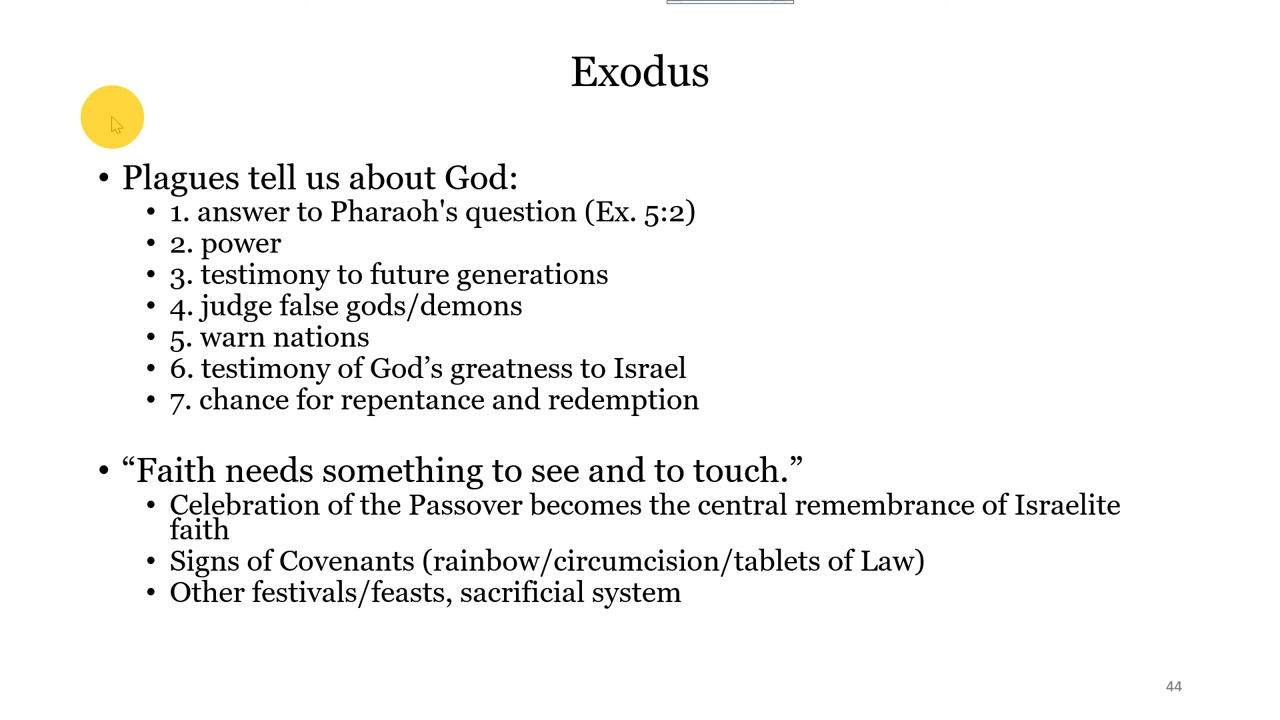 Exodus
• Plagues tell us about God:
• 1. answer to Pharaoh's question (Ex. 5:2)
• 2. power
• 3. testimony to future generations
• 4. judge false gods/demons
• 5. warn nations
• 6. testimony of God’s greatness to Israel
• 7. chance for repentance and redemption
• “Faith needs something to see and to touch.”
• Celebration of the Passover becomes the central remembrance of Israelite
faith
• Signs of Covenants (rainbow/circumcision/tablets of Law)
• Other festivals/feasts, sacrificial system
44